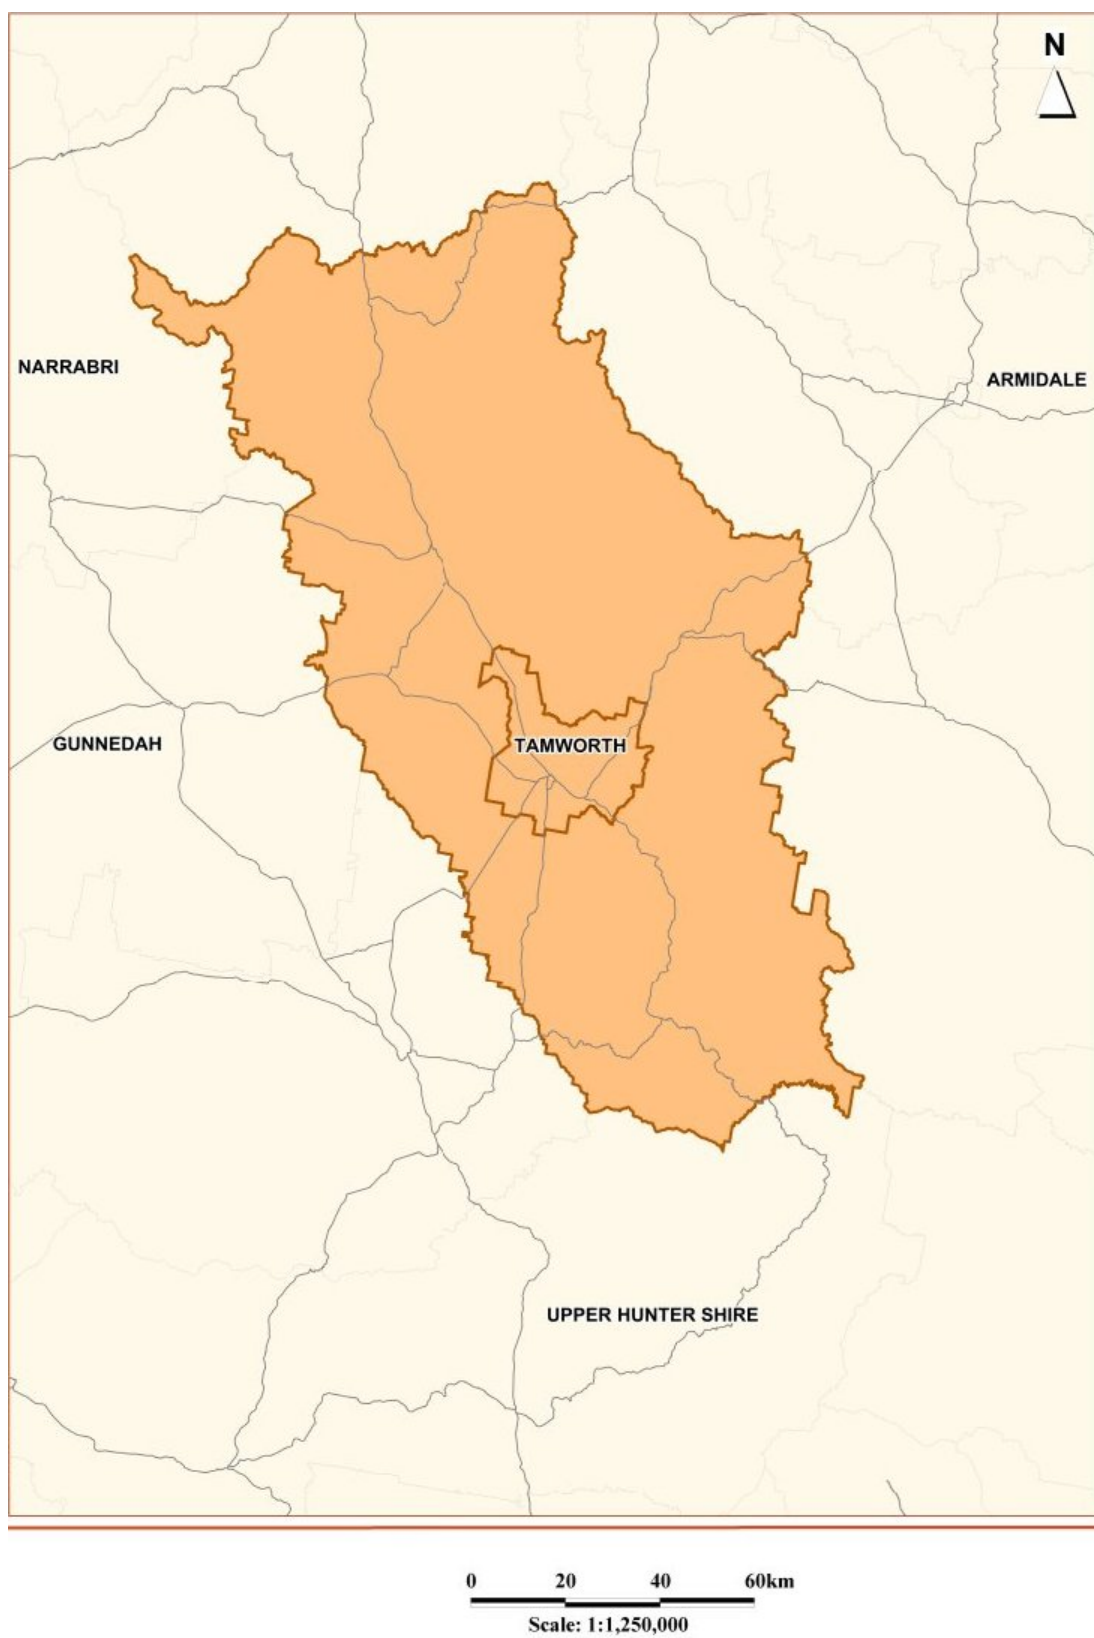 N
NARRABRI
ARMIDALE
GUNNEDAH
TAMWORTH
UPPER HUNTER SHIRE
0 20 40 60km
Scale: 1:1,250,000